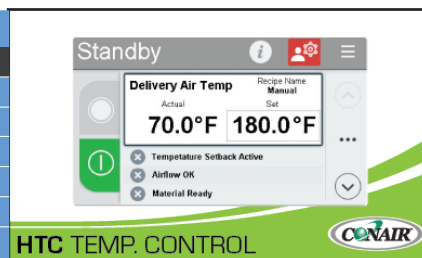 Standby
Delivery Air Temp
Recipe Name
Manual
Actual
Set
70.0°F
180.0°F
Tempetature Setback Active
Airflow OK
Material Ready
HTC TEMP. CONTROL
CONAIR